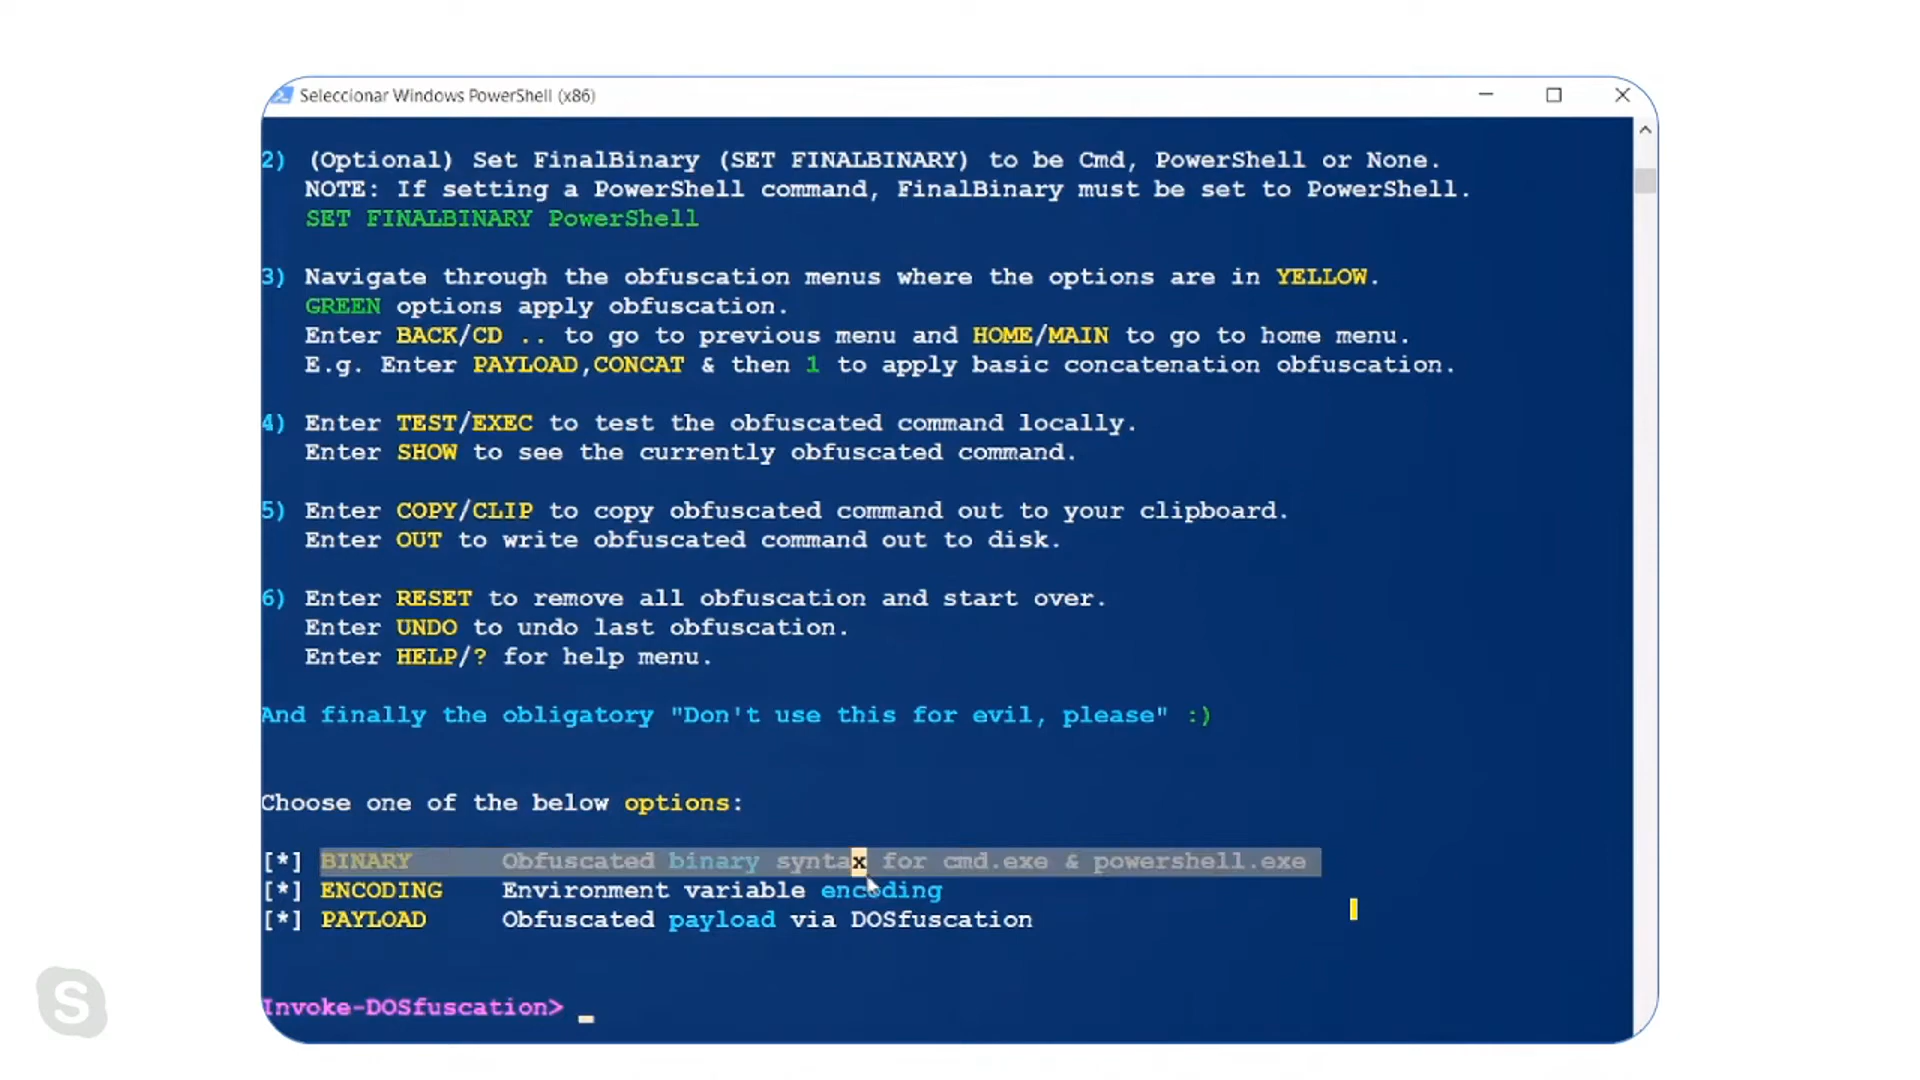 Seleccionar Windows PowerShell (x86)
2) (Optional) Set FinalBinary (SET FINALBINARY) to be Cmd, PowerShell or None.
NOTE: If setting a PowerShell command, FinalBinary must be set to PowerShell.
SET FINALBINARY PowerShell
3) Navigate through the obfuscation menus where the options are in YELLOW.
GREEN options apply obfuscation.
Enter BACK/CD .. to go to previous menu and HOME/MAIN to go to home menu.
E.g. Enter PAYLOAD,CONCAT & then 1 to apply basic concatenation obfuscation.
4) Enter TEST/EXEC to test the obfuscated command locally.
Enter SHOW to see the currently obfuscated command.
5) Enter COPY/CLIP to copy obfuscated command out to your clipboard.
Enter OUT to write obfuscated command out to disk.
6) Enter RESET to remove all obfuscation and start over.
Enter UNDO to undo last obfuscation.
Enter HELP/? for help menu.
And finally the obligatory "Don't use this for evil, please" :)
Choose one of the below options:
[*] BINARY Obfuscated binary syntax for cmd.exe & powershell.exe
[*] ENCODING Environment variable encoding
[*] PAYLOAD Obfuscated payload via DOSfuscation
Invoke-DOSfuscation> _
S